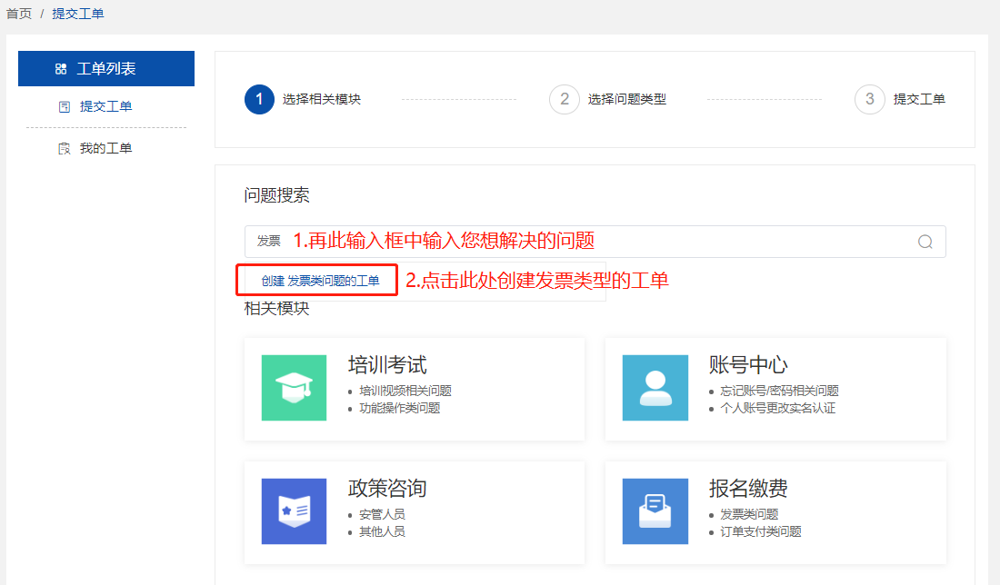 首页 / 提交工单
工单列表
提交工单
我的工单
1 选择相关模块
2 选择问题类型
3 提交工单
问题搜索
发票 1.再此输入框中输入您想解决的问题
创建 发票类问题的工单 2.点击此处创建发票类型的工单
相关模块
培训考试
培训视频相关问题
功能操作类问题
账号中心
忘记账号/密码相关问题
个人账号更改实名认证
政策咨询
安管人员
其他人员
报名缴费
发票类问题
订单支付类问题